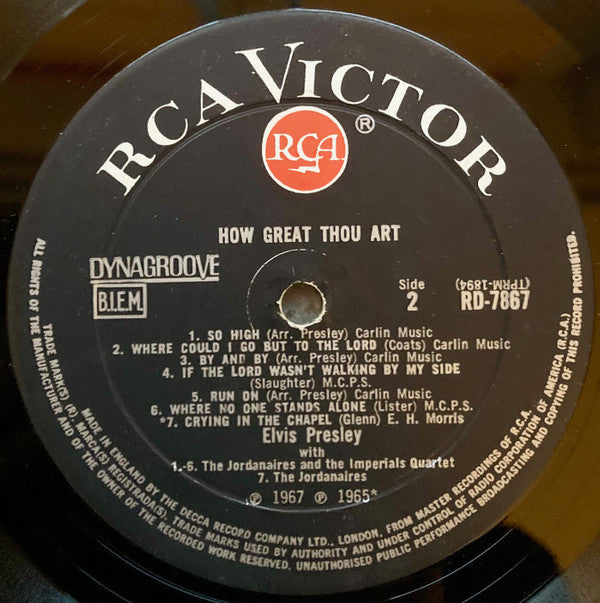 RCA VICTOR
RCA
®
HOW GREAT THOU ART
DYNAGROOVE
B.I.E.M.
Side
2
(TPRM-1894)
RD-7867
1. SO HIGH (Arr. Presley) Carlin Music
2. WHERE COULD I GO BUT TO THE LORD (Coats) Carlin Music
3. BY AND BY (Arr. Presley) Carlin Music
4. IF THE LORD WASN'T WALKING BY MY SIDE
(Slaughter) M.C.P.S.
5. RUN ON (Arr. Presley) Carlin Music
6. WHERE NO ONE STANDS ALONE (Lister) M.C.P.S.
*7. CRYING IN THE CHAPEL (Glenn) E. H. Morris
Elvis Presley
with
1.-6. The Jordanaires and the Imperials Quartet
7. The Jordanaires
℗ 1967 ℗ 1965*
MADE IN ENGLAND BY THE DECCA RECORD COMPANY LTD., LONDON, FROM MASTER RECORDINGS OF R.C.A.
TRADE MARK(S) (R) MARCA(S) REGISTRADA(S). TRADE MARKS USED BY AUTHORITY AND UNDER CONTROL OF RADIO CORPORATION OF AMERICA (R.C.A.)
ALL RIGHTS OF THE MANUFACTURER AND OF THE OWNER OF THE RECORDED WORK RESERVED. UNAUTHORISED PUBLIC PERFORMANCE BROADCASTING AND COPYING OF THIS RECORD PROHIBITED.